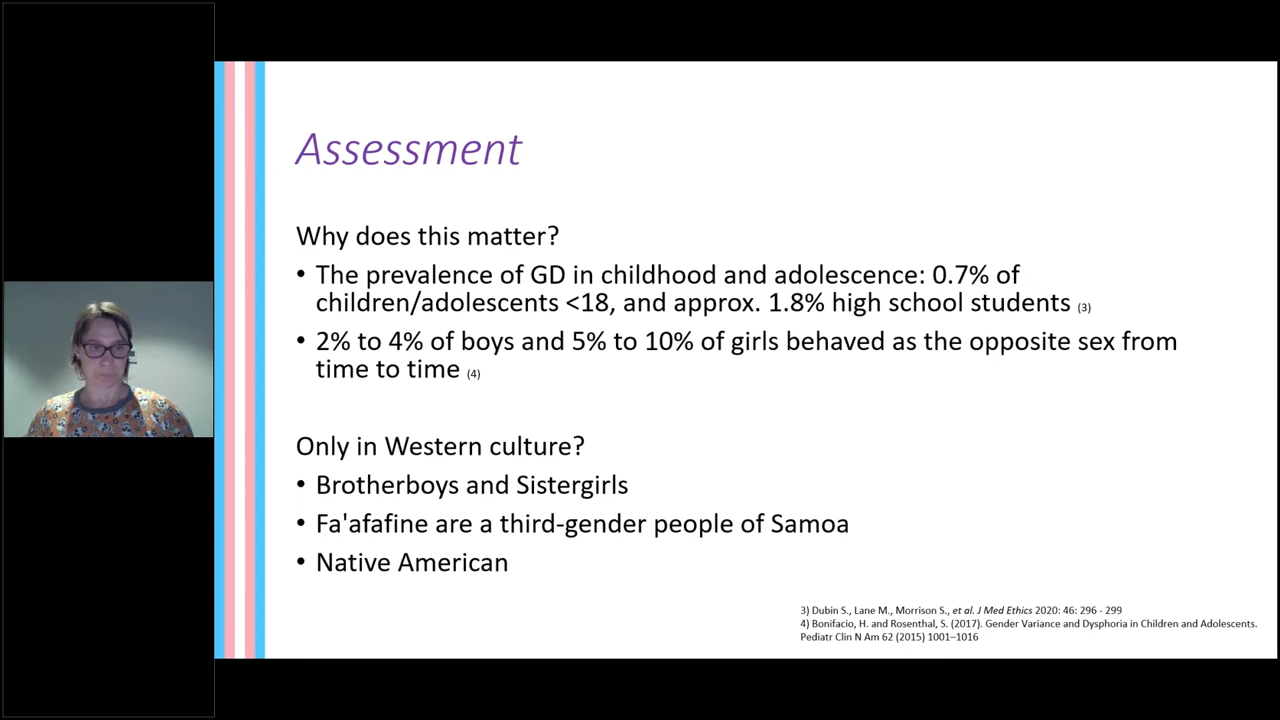 Assessment
Why does this matter?
• The prevalence of GD in childhood and adolescence: 0.7% of
children/adolescents <18, and approx. 1.8% high school students (3)
• 2% to 4% of boys and 5% to 10% of girls behaved as the opposite sex from
time to time (4)
Only in Western culture?
• Brotherboys and Sistergirls
• Fa'afafine are a third-gender people of Samoa
• Native American
3) Dubin S., Lane M., Morrison S., et al. J Med Ethics 2020: 46: 296 - 299
4) Bonifacio, H. and Rosenthal, S. (2017). Gender Variance and Dysphoria in Children and Adolescents.
Pediatr Clin N Am 62 (2015) 1001–1016